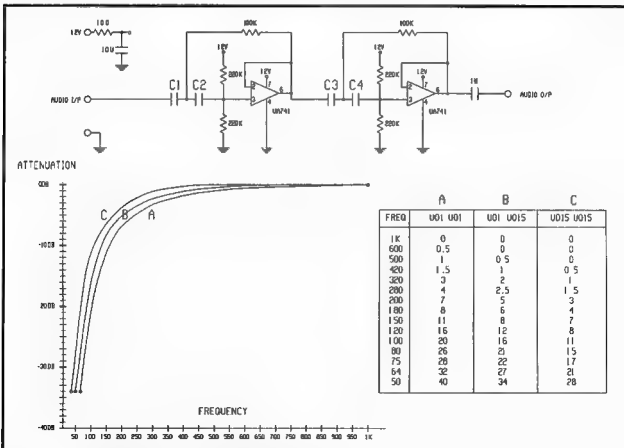 12V
10U
100K
100K
12V
12V
C1 C2
220K
12V
C3 C4
220K
12V
1U
AUDIO I/P
2 7 6
3 4
2 7 6
3 4
AUDIO O/P
220K
UA741
220K
UA741
ATTENUATION
0DB
-10DB
-20DB
-30DB
-40DB
C B A
FREQUENCY
50 100 150 200 250 300 350 400 450 500 550 600 650 700 750 800 850 900 950 1K
A B C
FREQ U01 U01 U01 U015 U015 U015
1K 0 0 0
600 0.5 0 0
500 1 0.5 0
420 1.5 1 0.5
320 3 2 1
280 4 2.5 1.5
200 7 5 3
180 8 6 4
150 11 8 7
120 16 12 8
100 20 16 11
80 26 21 15
75 28 22 17
64 32 27 21
50 40 34 28